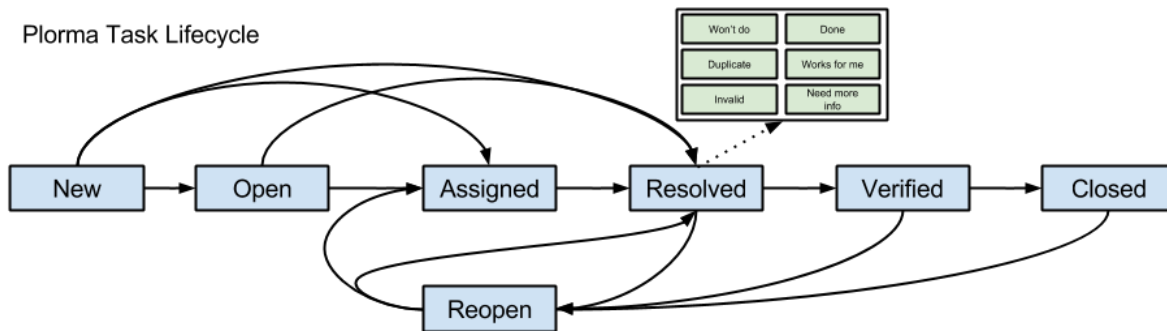 Plorma Task Lifecycle
Won't do
Done
Duplicate
Works for me
Invalid
Need more
info
New
Open
Assigned
Resolved
Verified
Closed
Reopen